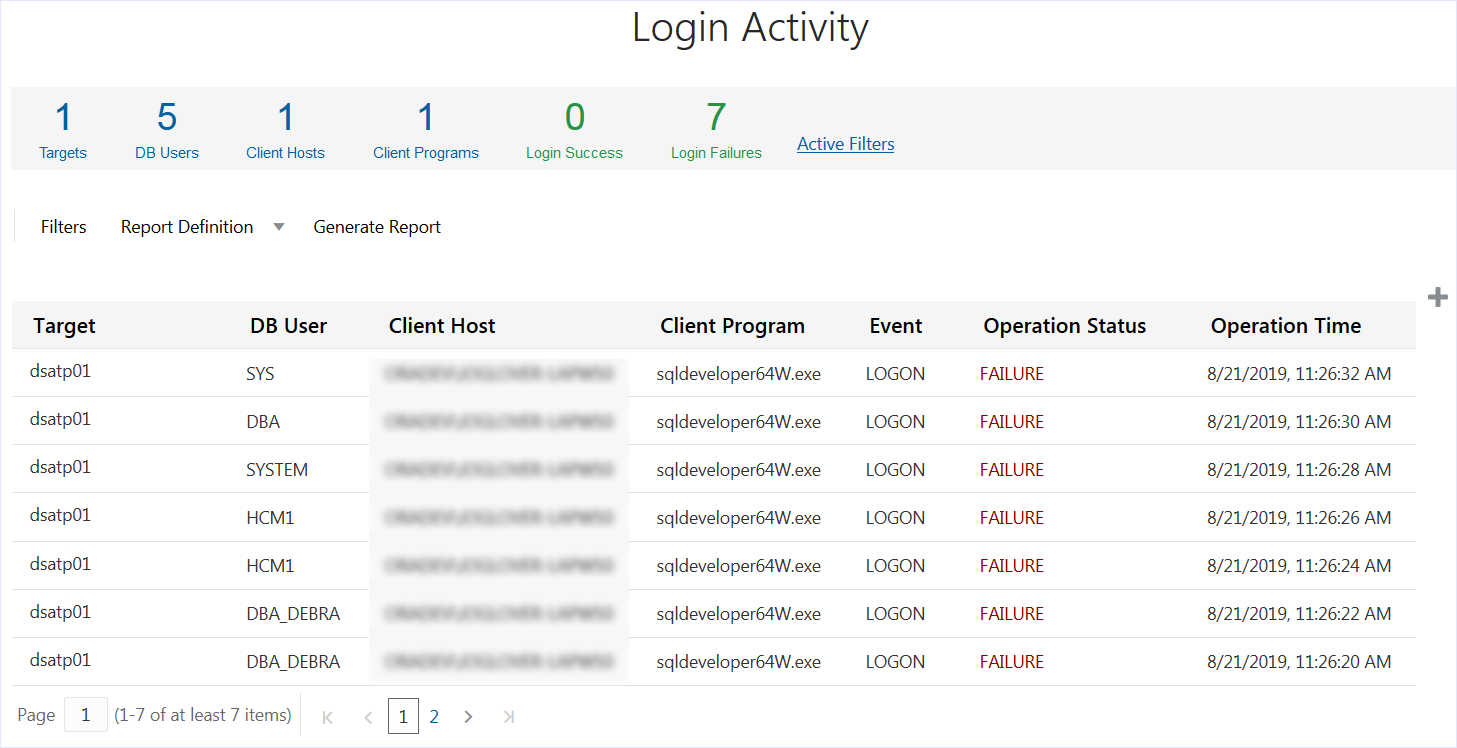 Login Activity
1 5 1 1 0 7
Targets DB Users Client Hosts Client Programs Login Success Login Failures Active Filters
Filters Report Definition Generate Report
Target DB User Client Host Client Program Event Operation Status Operation Time
dsatp01 SYS sqldeveloper64W.exe LOGON FAILURE 8/21/2019, 11:26:32 AM
dsatp01 DBA sqldeveloper64W.exe LOGON FAILURE 8/21/2019, 11:26:30 AM
dsatp01 SYSTEM sqldeveloper64W.exe LOGON FAILURE 8/21/2019, 11:26:28 AM
dsatp01 HCM1 sqldeveloper64W.exe LOGON FAILURE 8/21/2019, 11:26:26 AM
dsatp01 HCM1 sqldeveloper64W.exe LOGON FAILURE 8/21/2019, 11:26:24 AM
dsatp01 DBA_DEBRA sqldeveloper64W.exe LOGON FAILURE 8/21/2019, 11:26:22 AM
dsatp01 DBA_DEBRA sqldeveloper64W.exe LOGON FAILURE 8/21/2019, 11:26:20 AM
Page 1 (1-7 of at least 7 items) 1 2